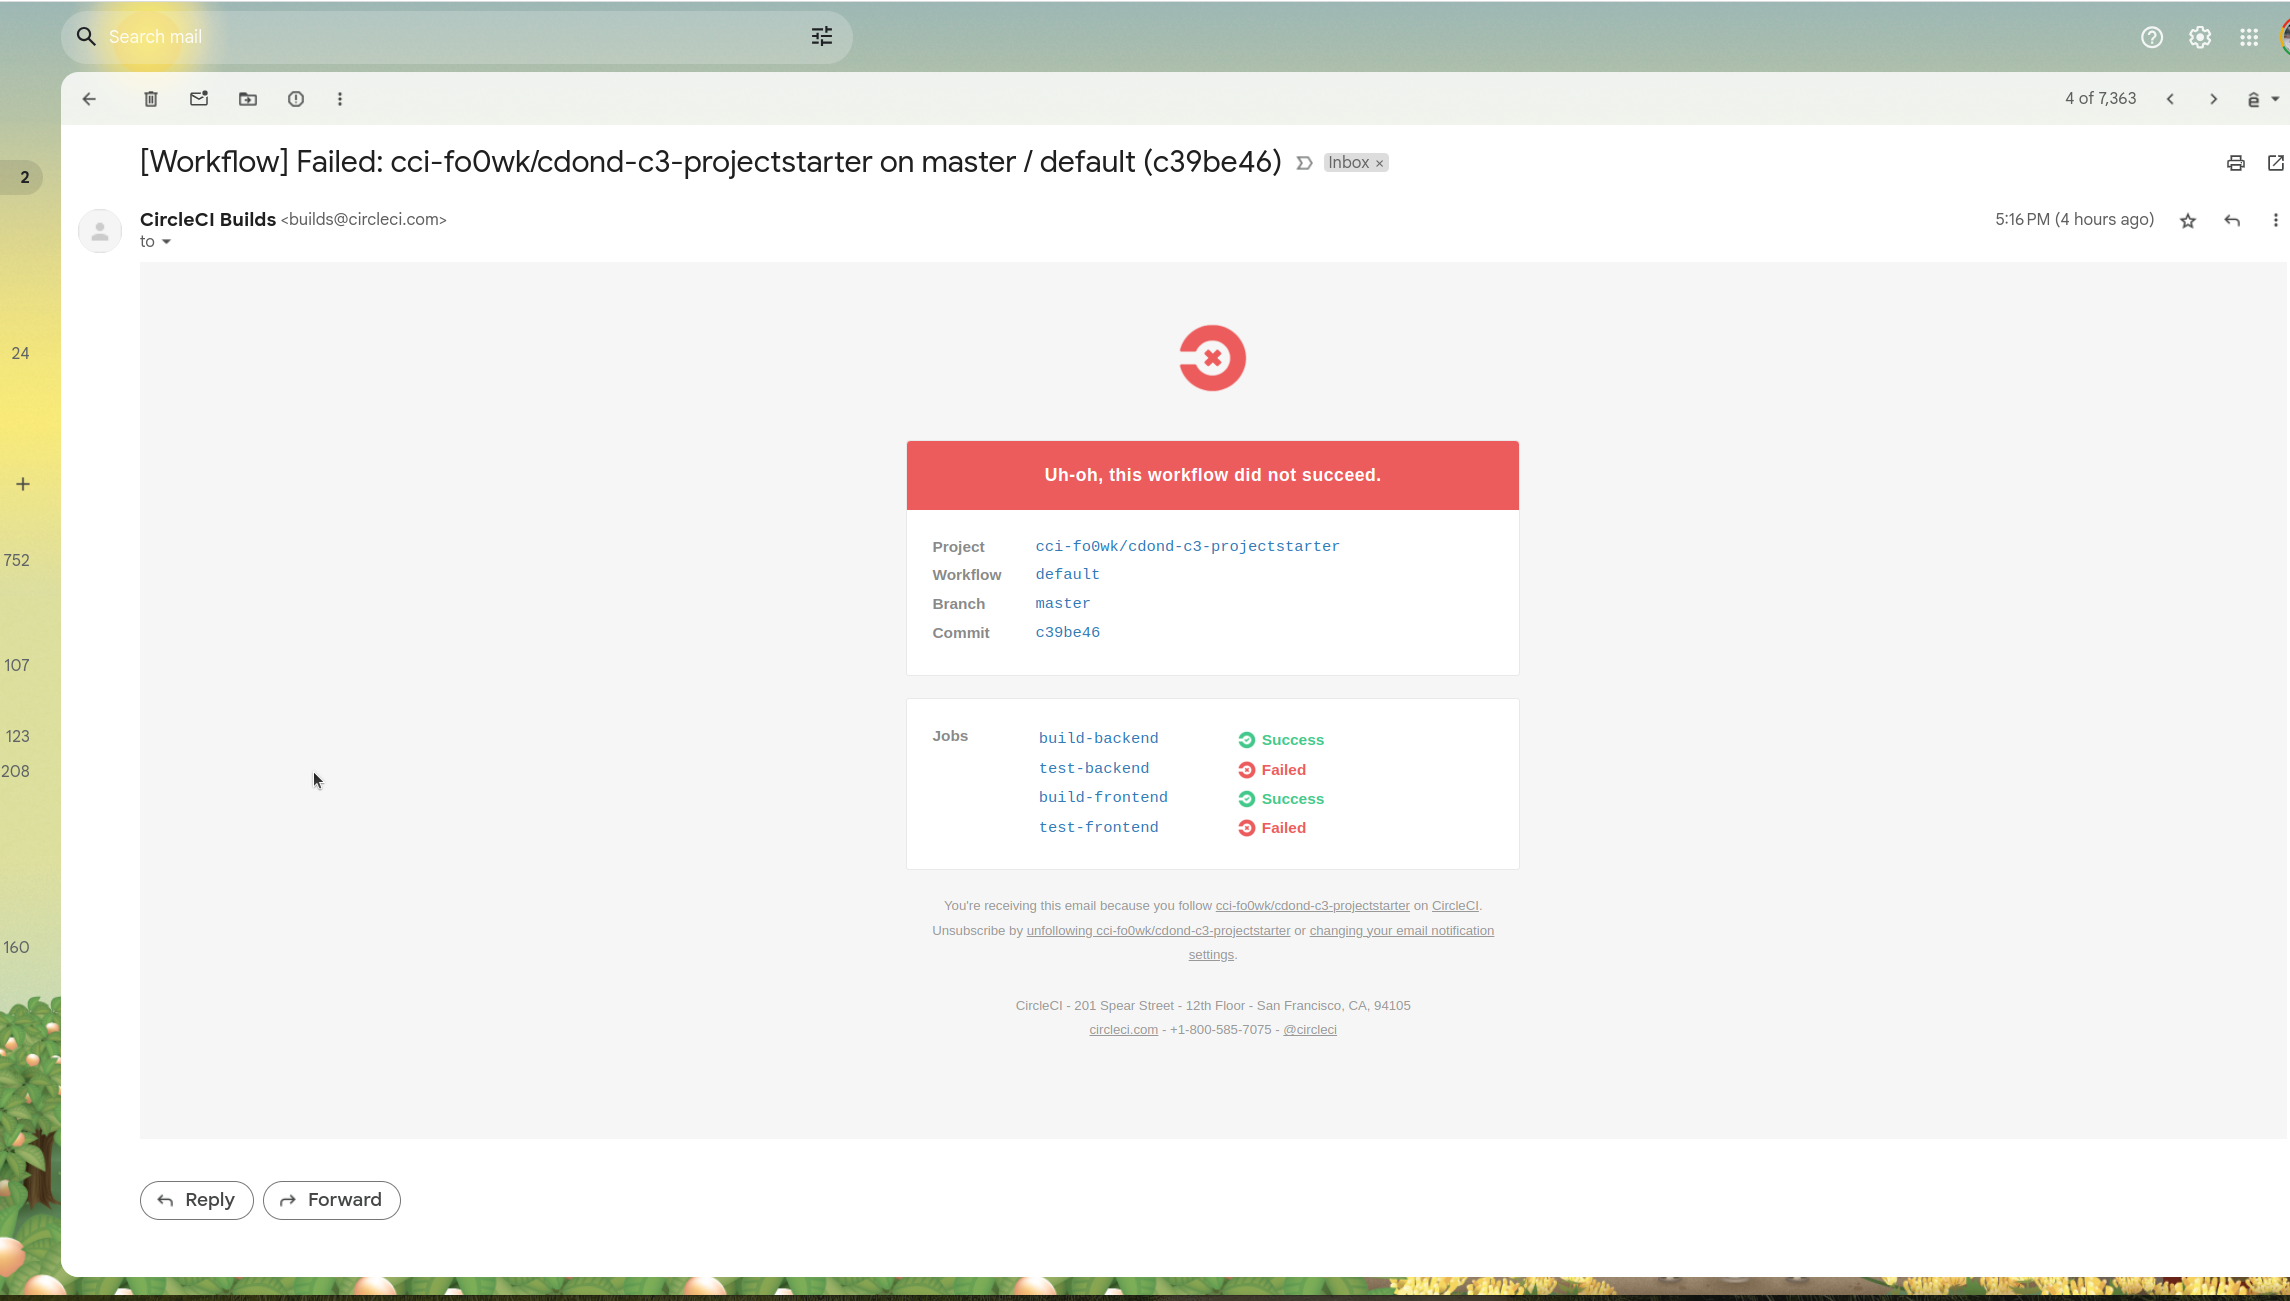 Search mail
4 of 7,363
[Workflow] Failed: cci-fo0wk/cdond-c3-projectstarter on master / default (c39be46)
Inbox ×
2
CircleCI Builds <builds@circleci.com>
5:16 PM (4 hours ago)
to
24
Uh-oh, this workflow did not succeed.
Project cci-fo0wk/cdond-c3-projectstarter
Workflow default
Branch master
Commit c39be46
752
107
123
208
160
Jobs build-backend Success
test-backend Failed
build-frontend Success
test-frontend Failed
You're receiving this email because you follow cci-fo0wk/cdond-c3-projectstarter on CircleCI.
Unsubscribe by unfollowing cci-fo0wk/cdond-c3-projectstarter or changing your email notification
settings.
CircleCI - 201 Spear Street - 12th Floor - San Francisco, CA, 94105
circleci.com - +1-800-585-7075 - @circleci
Reply
Forward